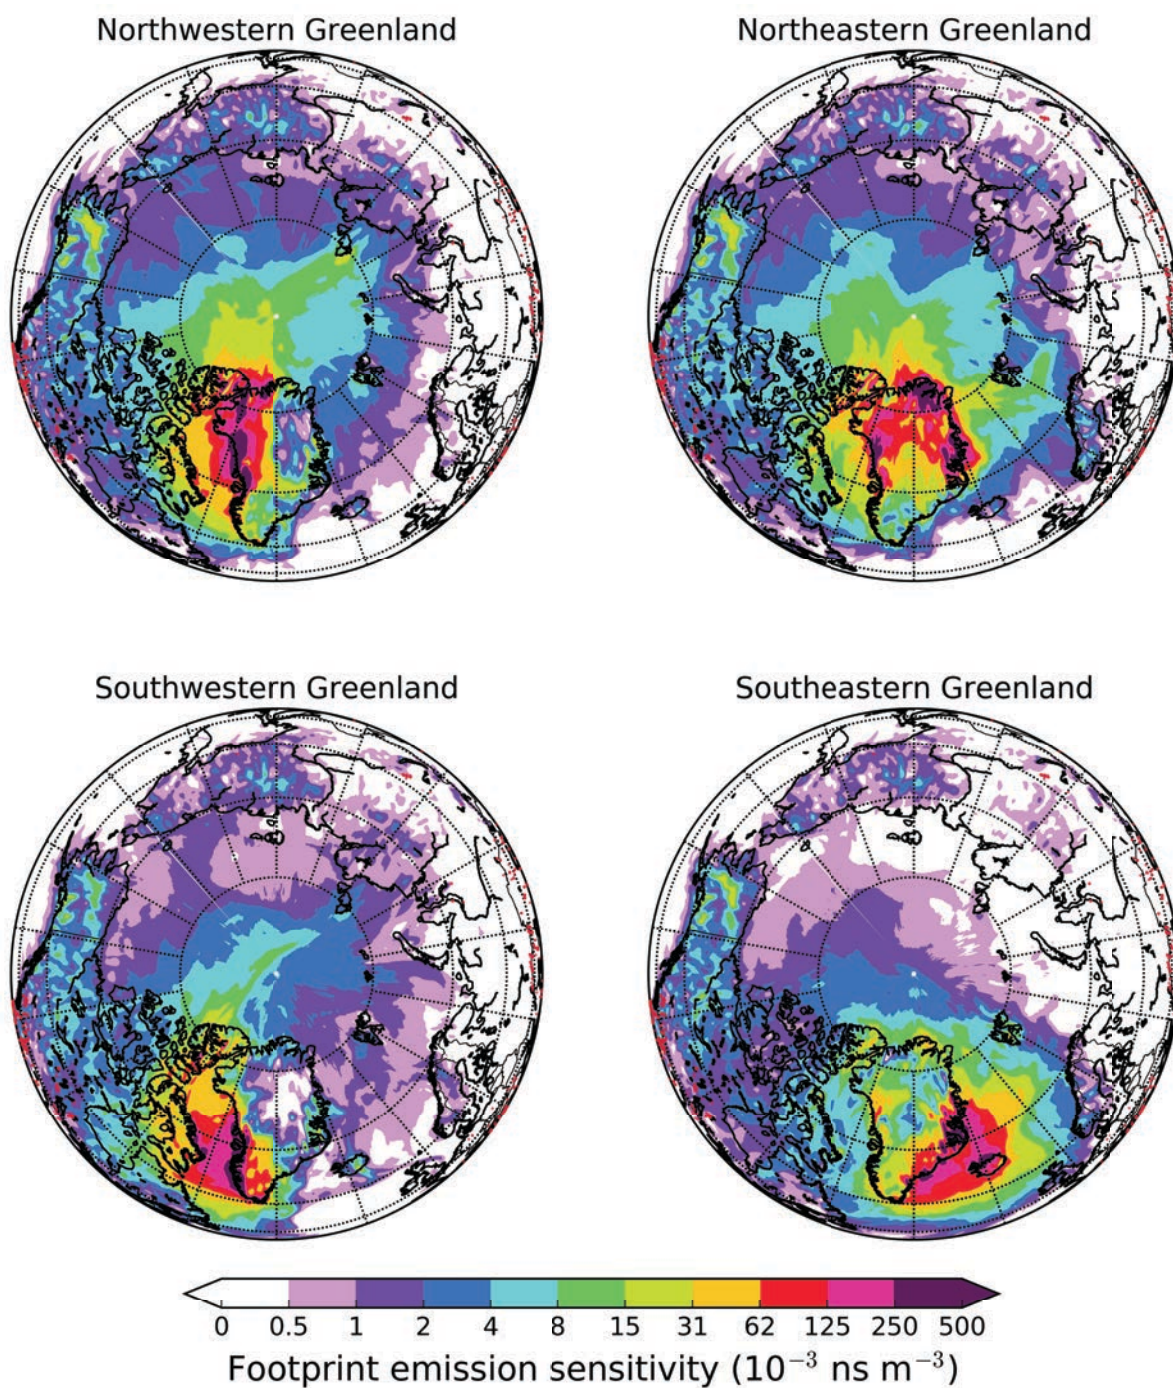 Northwestern Greenland
Northeastern Greenland
Southwestern Greenland
Southeastern Greenland
0 0.5 1 2 4 8 15 31 62 125 250 500
Footprint emission sensitivity (10⁻³ ns m⁻³)